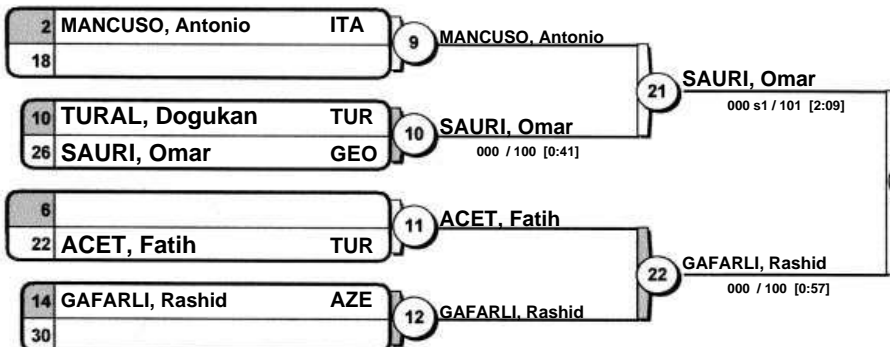 2 MANCUSO, Antonio ITA
18
9 MANCUSO, Antonio
10 TURAL, Dogukan TUR
26 SAURI, Omar GEO
10 SAURI, Omar
000 / 100 [0:41]
21 SAURI, Omar
000 s1 / 101 [2:09]
6
22 ACET, Fatih TUR
11 ACET, Fatih
14 GAFARLI, Rashid AZE
30
12 GAFARLI, Rashid
22 GAFARLI, Rashid
000 / 100 [0:57]